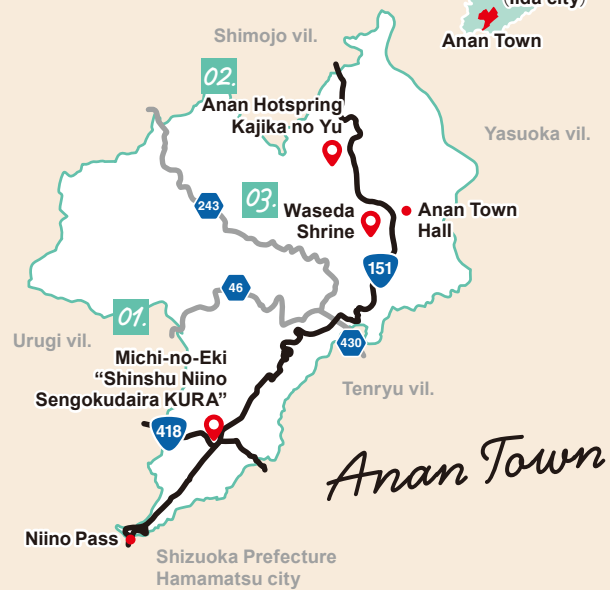 (Iida city)
Anan Town
Shimojo vil.
02.
Anan Hotspring
Kajika no Yu
Yasuoka vil.
03.
243
Waseda
Shrine
Anan Town
Hall
151
46
01.
Urugi vil.
430
Michi-no-Eki
“Shinshu Niino
Sengokudaira KURA”
Tenryu vil.
418
Anan Town
Niino Pass
Shizuoka Prefecture
Hamamatsu city